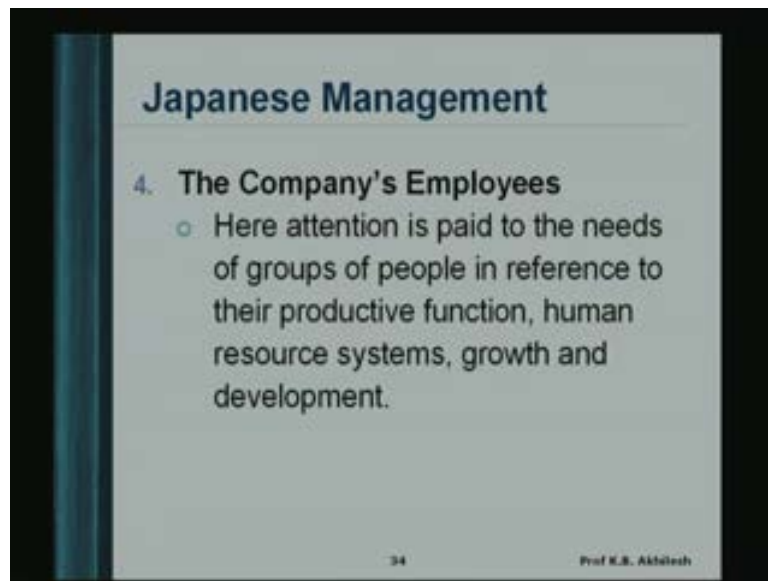 Japanese Management
4. The Company's Employees
Here attention is paid to the needs
of groups of people in reference to
their productive function, human
resource systems, growth and
development.
34
Prof K.B. Akhilesh